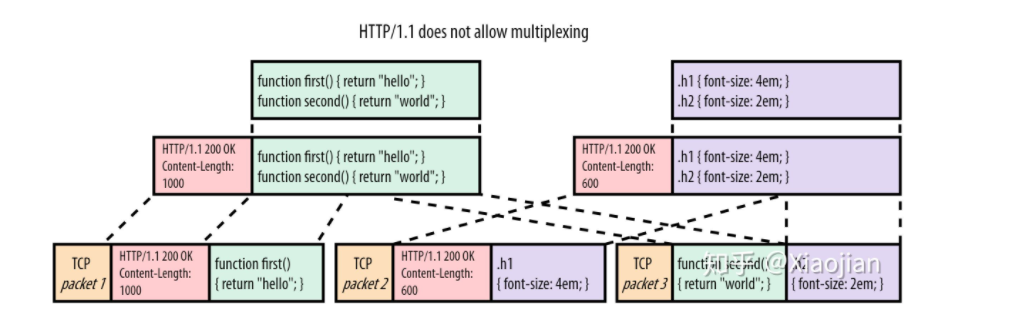 HTTP/1.1 does not allow multiplexing
function first() { return "hello"; }
function second() { return "world"; }
.h1 { font-size: 4em; }
.h2 { font-size: 2em; }
HTTP/1.1 200 OK
Content-Length:
1000
function first() { return "hello"; }
function second() { return "world"; }
HTTP/1.1 200 OK
Content-Length:
600
.h1 { font-size: 4em; }
.h2 { font-size: 2em; }
TCP
packet 1
HTTP/1.1 200 OK
Content-Length:
1000
function first()
{ return "hello"; }
TCP
packet 2
HTTP/1.1 200 OK
Content-Length:
600
.h1
{ font-size: 4em; }
TCP
packet 3
function second()
{ return "world"; }
.h2
{ font-size: 2em; }
知乎 @Xiaojian